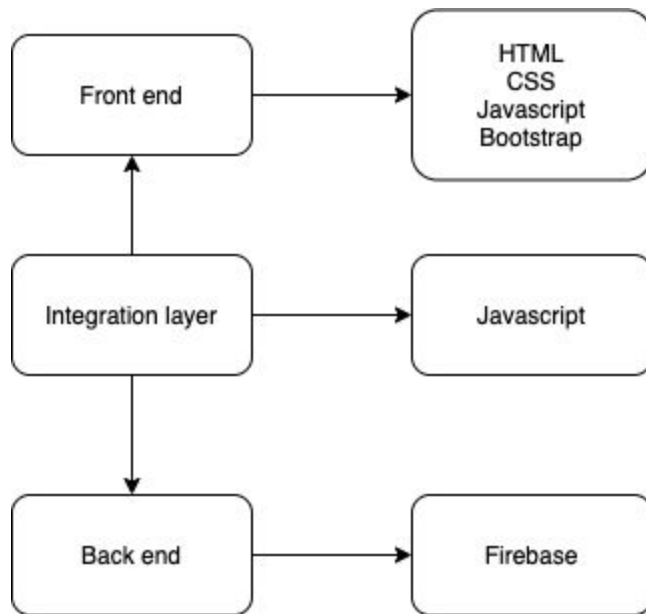 Front end
HTML
CSS
Javascript
Bootstrap
Integration layer
Javascript
Back end
Firebase